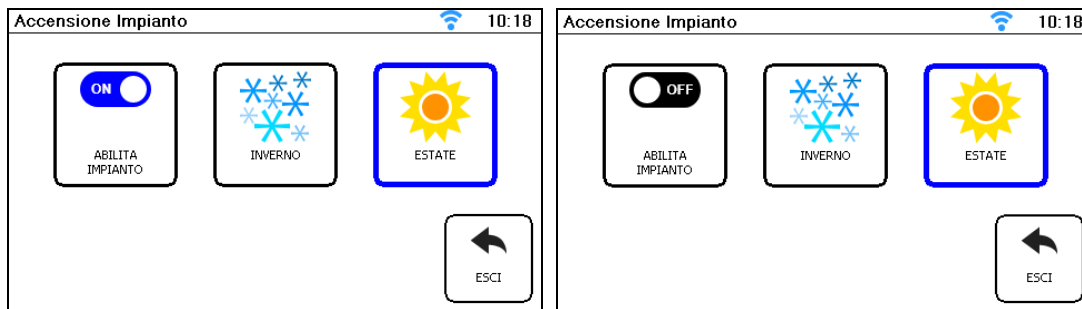 Accensione Impianto 10:18
ON
ABILITA
IMPIANTO
INVERNO
ESTATE
ESCI
Accensione Impianto 10:18
OFF
ABILITA
IMPIANTO
INVERNO
ESTATE
ESCI